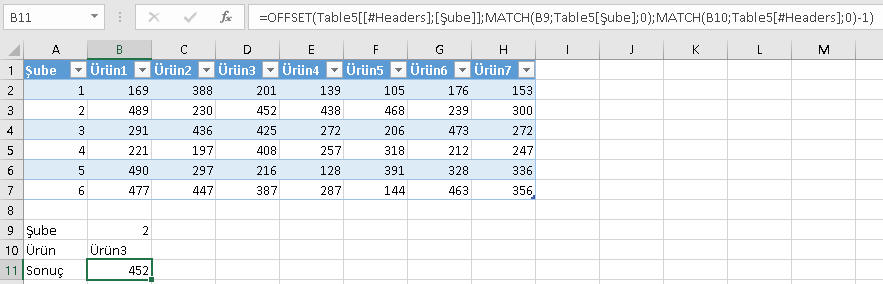 B11 fx =OFFSET(Table5[[#Headers];[Şube]];MATCH(B9;Table5[Şube];0);MATCH(B10;Table5[#Headers];0)-1)
A B C D E F G H I J K L M
1 Şube Ürün1 Ürün2 Ürün3 Ürün4 Ürün5 Ürün6 Ürün7
2 1 169 388 201 139 105 176 153
3 2 489 230 452 438 468 239 300
4 3 291 436 425 272 206 473 272
5 4 221 197 408 257 318 212 247
6 5 490 297 216 128 391 328 336
7 6 477 447 387 287 144 463 356
8
9 Şube 2
10 Ürün Ürün3
11 Sonuç 452